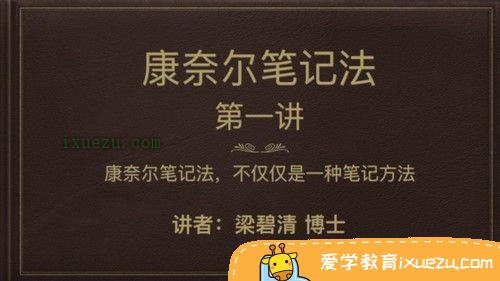 康奈尔笔记法
第一讲
ixuezu.com
康奈尔笔记法，不仅仅是一种笔记方法
讲者：梁碧清 博士
爱学教育ixuezu.com